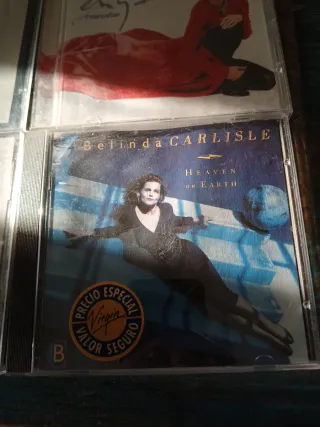 Belinda CARLISLE
HEAVEN
ON EARTH
PRECIO ESPECIAL
Virgin
VALOR SEGURO
B